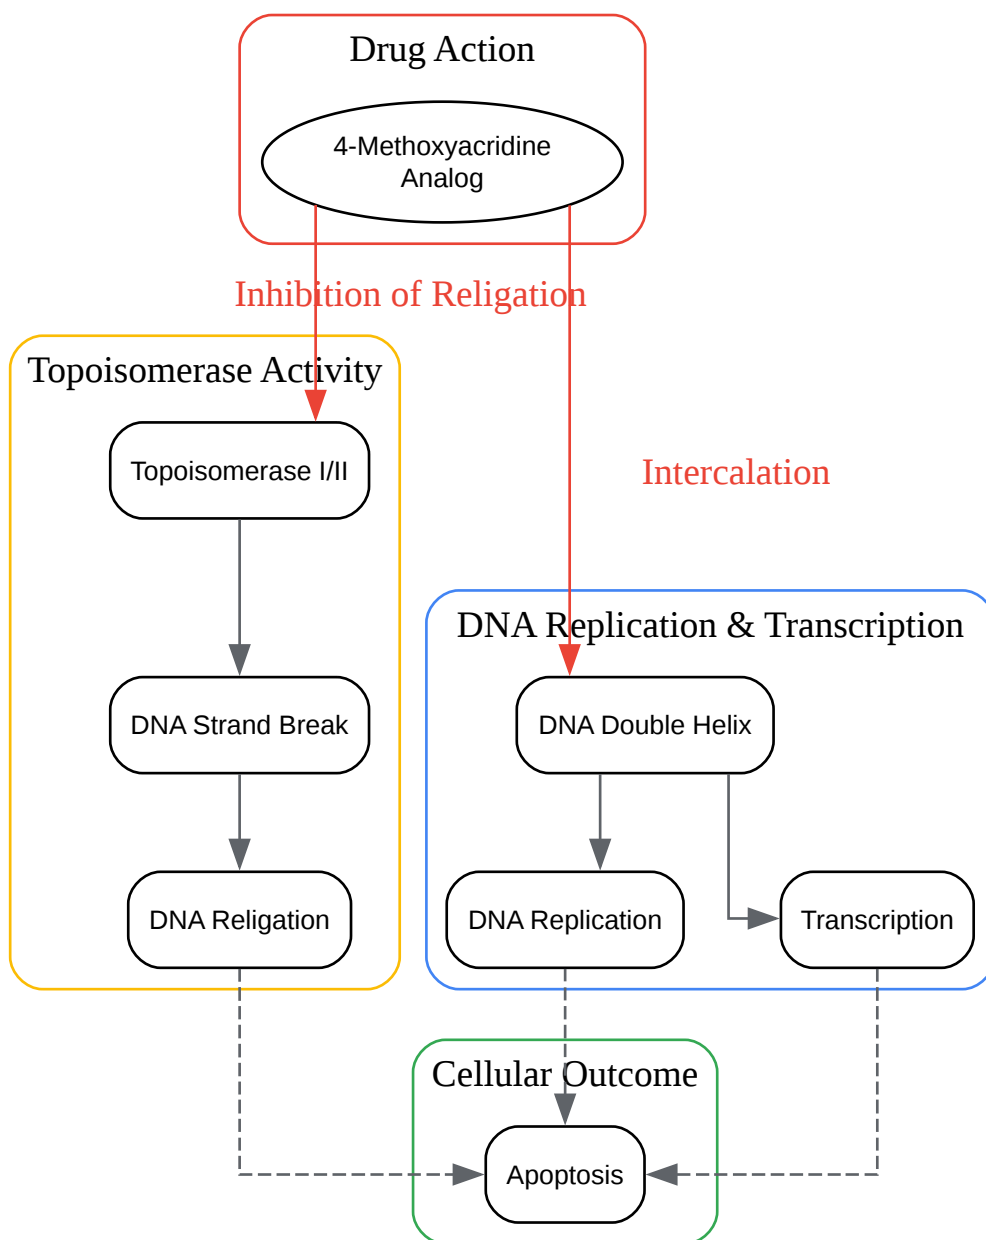 Drug Action
4-Methoxyacridine
Analog
Inhibition of Religation
Topoisomerase Activity
Topoisomerase I/II
Intercalation
DNA Replication & Transcription
DNA Strand Break
DNA Double Helix
DNA Religation
DNA Replication
Transcription
Cellular Outcome
Apoptosis